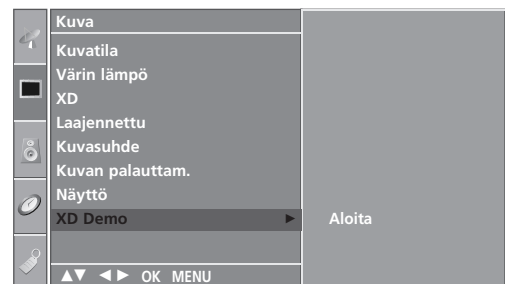 Kuva
Kuvatila
Värin lämpö
XD
Laajennettu
Kuvasuhde
Kuvan palauttam.
Näyttö
XD Demo ► Aloita
▲▼ ◄► OK MENU